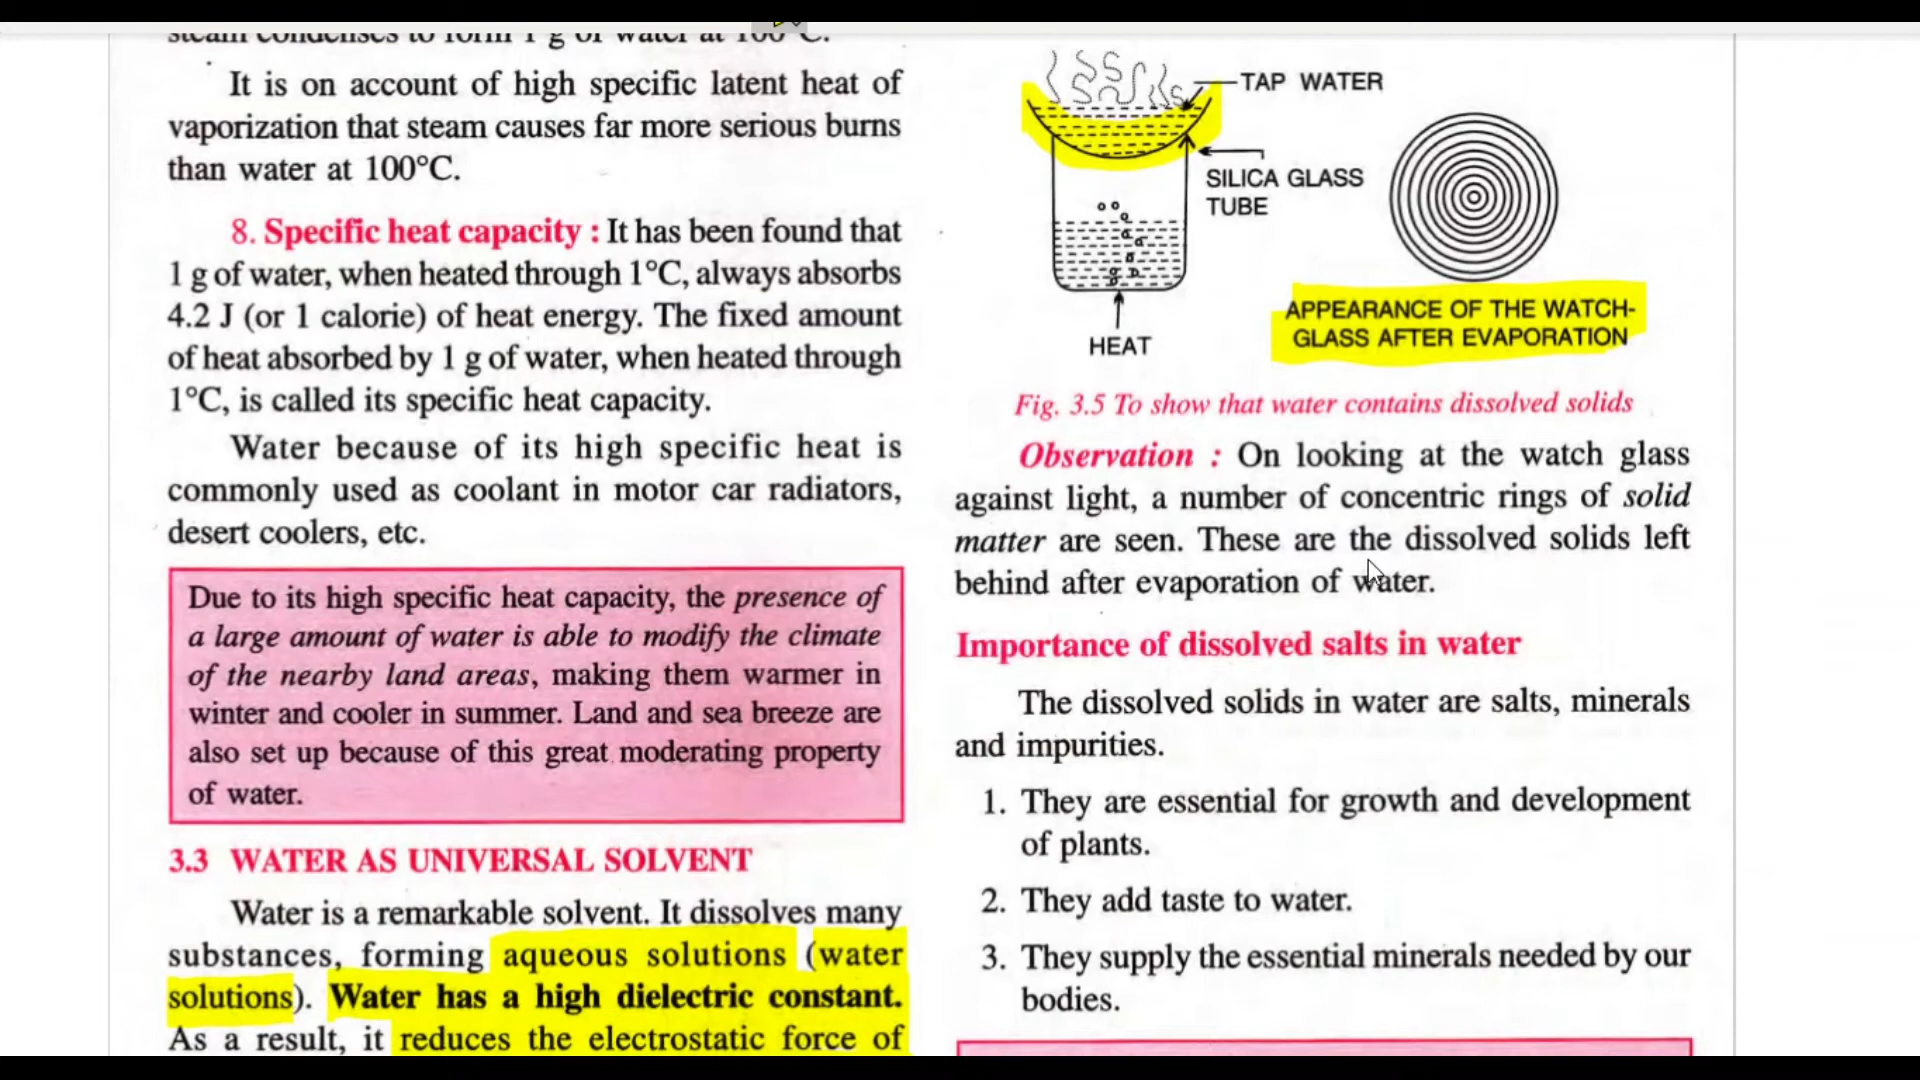 steam condenses to form 1 g of water at 100°C.
It is on account of high specific latent heat of
vaporization that steam causes far more serious burns
than water at 100°C.
8. Specific heat capacity : It has been found that
1 g of water, when heated through 1°C, always absorbs
4.2 J (or 1 calorie) of heat energy. The fixed amount
of heat absorbed by 1 g of water, when heated through
1°C, is called its specific heat capacity.
Water because of its high specific heat is
commonly used as coolant in motor car radiators,
desert coolers, etc.
Due to its high specific heat capacity, the presence of
a large amount of water is able to modify the climate
of the nearby land areas, making them warmer in
winter and cooler in summer. Land and sea breeze are
also set up because of this great moderating property
of water.
3.3 WATER AS UNIVERSAL SOLVENT
Water is a remarkable solvent. It dissolves many
substances, forming aqueous solutions (water
solutions). Water has a high dielectric constant.
As a result, it reduces the electrostatic force of
TAP WATER
SILICA GLASS
TUBE
HEAT
APPEARANCE OF THE WATCH-
GLASS AFTER EVAPORATION
Fig. 3.5 To show that water contains dissolved solids
Observation : On looking at the watch glass
against light, a number of concentric rings of solid
matter are seen. These are the dissolved solids left
behind after evaporation of water.
Importance of dissolved salts in water
The dissolved solids in water are salts, minerals
and impurities.
1. They are essential for growth and development
of plants.
2. They add taste to water.
3. They supply the essential minerals needed by our
bodies.